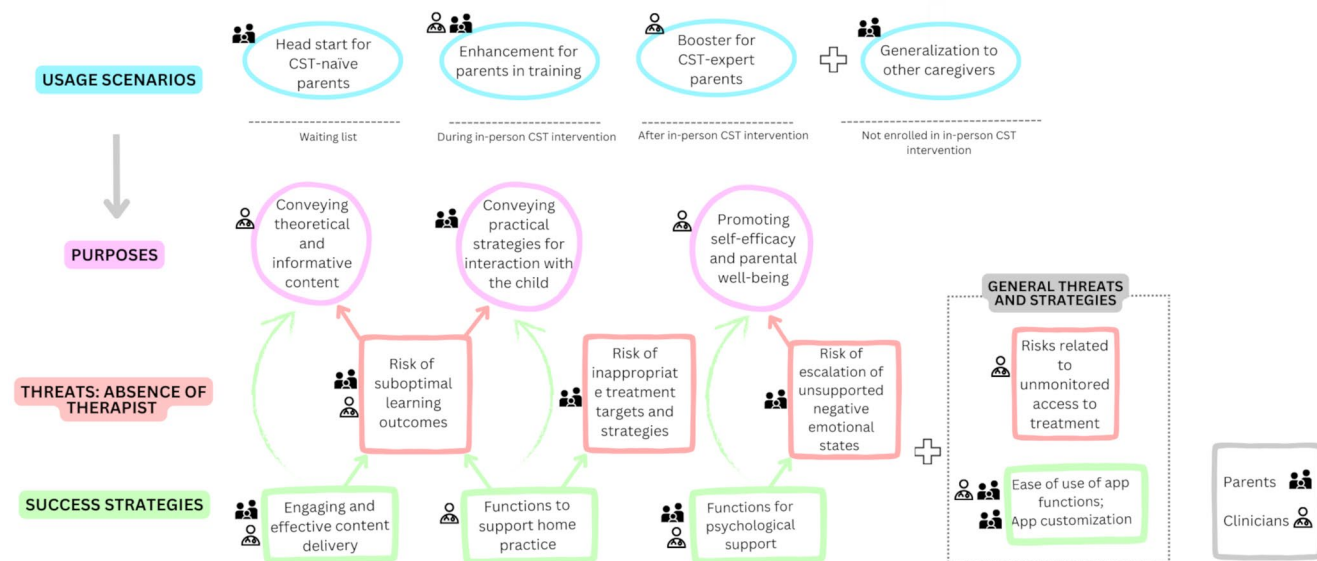 USAGE SCENARIOS
Head start for
CST-naïve
parents
Enhancement for
parents in training
Booster for
CST-expert
parents
Generalization to
other caregivers
Waiting list
During in-person CST intervention
After in-person CST intervention
Not enrolled in in-person CST
intervention
PURPOSES
Conveying
theoretical
and
informative
content
Conveying
practical
strategies for
interaction with
the child
Promoting
self-efficacy
and parental
well-being
GENERAL THREATS
AND STRATEGIES
THREATS: ABSENCE OF
THERAPIST
Risk of
suboptimal
learning
outcomes
Risk of
inappropriat
e treatment
targets and
strategies
Risk of
escalation of
unsupported
negative
emotional
states
Risks related
to
unmonitored
access to
treatment
SUCCESS STRATEGIES
Engaging and
effective content
delivery
Functions to
support home
practice
Functions for
psychological
support
Ease of use of app
functions;
App customization
Parents
Clinicians